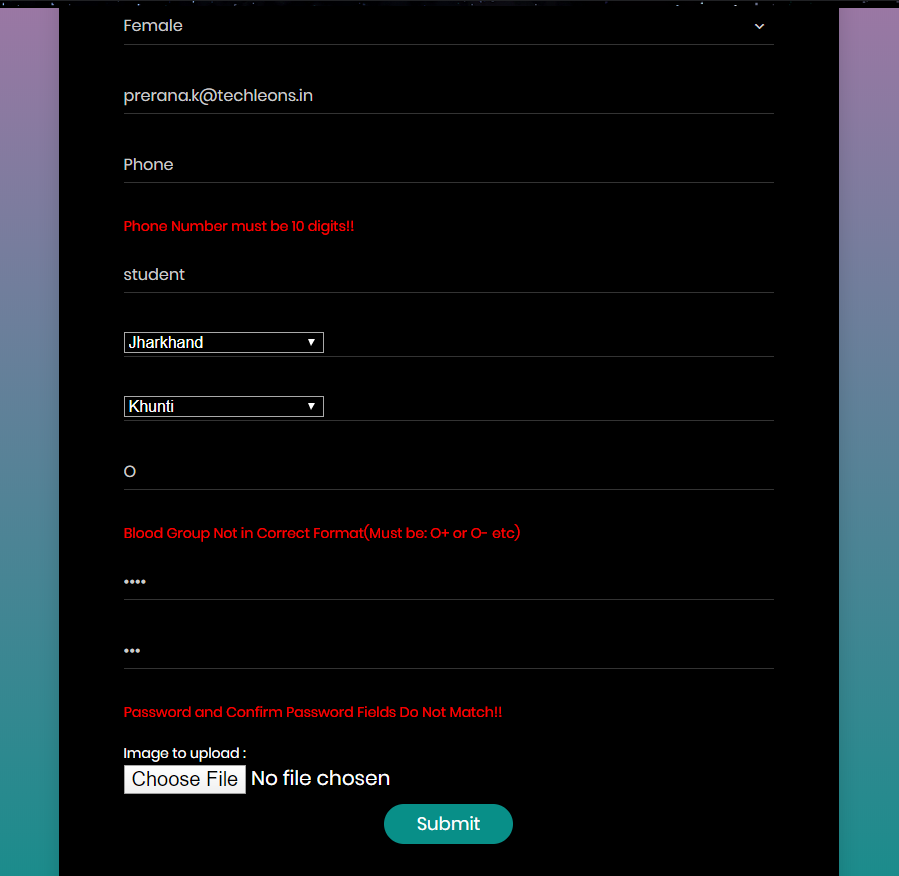 Female
prerana.k@techleons.in
Phone
Phone Number must be 10 digits!!
student
Jharkhand
Khunti
O
Blood Group Not in Correct Format(Must be: O+ or O- etc)
••••
•••
Password and Confirm Password Fields Do Not Match!!
Image to upload :
Choose File No file chosen
Submit